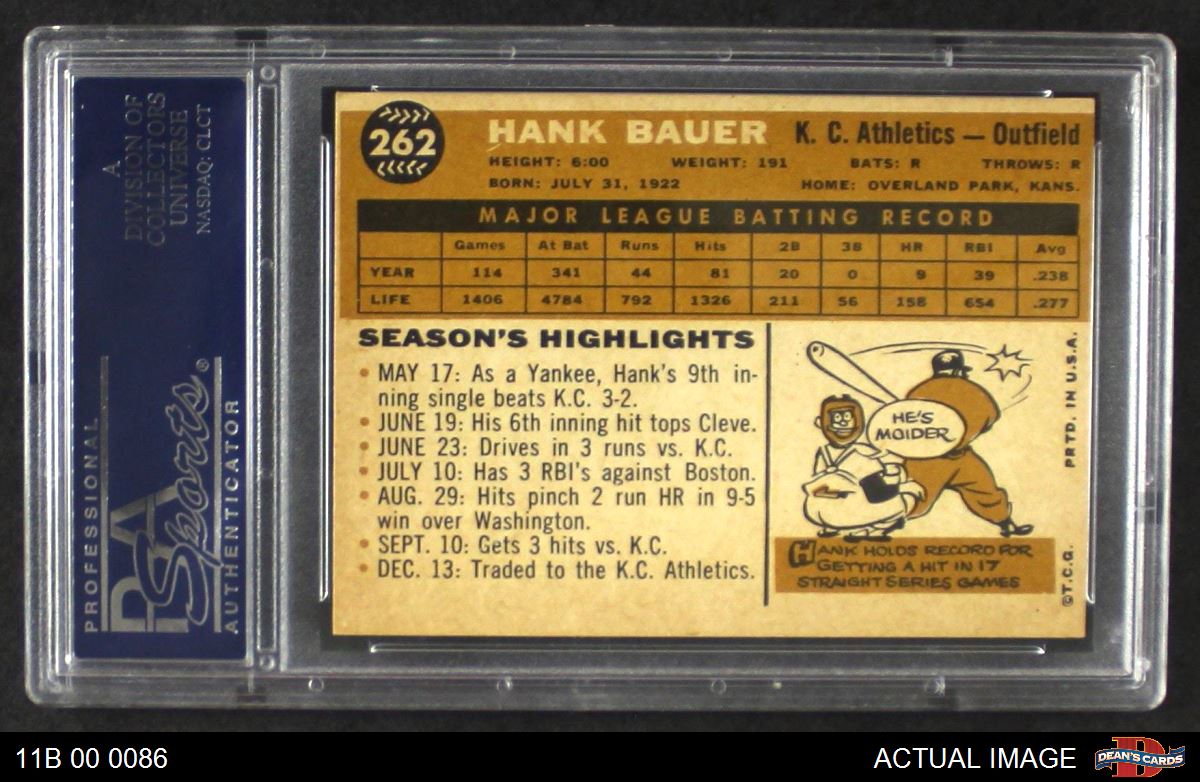 A
DIVISION OF
COLLECTORS
UNIVERSE
NASDAQ: CLCT
PROFESSIONAL
PSA
Sports®
AUTHENTICATOR
262
HANK BAUER K. C. Athletics — Outfield
HEIGHT: 6:00 WEIGHT: 191 BATS: R THROWS: R
BORN: JULY 31, 1922 HOME: OVERLAND PARK, KANS.
MAJOR LEAGUE BATTING RECORD
Games At Bat Runs Hits 2B 3B HR RBI Avg
YEAR 114 341 44 81 20 0 9 39 .238
LIFE 1406 4784 792 1326 211 56 158 654 .277
SEASON'S HIGHLIGHTS
• MAY 17: As a Yankee, Hank's 9th in-
ning single beats K.C. 3-2.
• JUNE 19: His 6th inning hit tops Cleve.
• JUNE 23: Drives in 3 runs vs. K.C.
• JULY 10: Has 3 RBI's against Boston.
• AUG. 29: Hits pinch 2 run HR in 9-5
win over Washington.
• SEPT. 10: Gets 3 hits vs. K.C.
• DEC. 13: Traded to the K.C. Athletics.
HE'S
MOIDER
HANK HOLDS RECORD FOR
GETTING A HIT IN 17
STRAIGHT SERIES GAMES
©T.C.G. PRTD. IN U.S.A.
11B 00 0086 ACTUAL IMAGE
D
DEAN'S CARDS